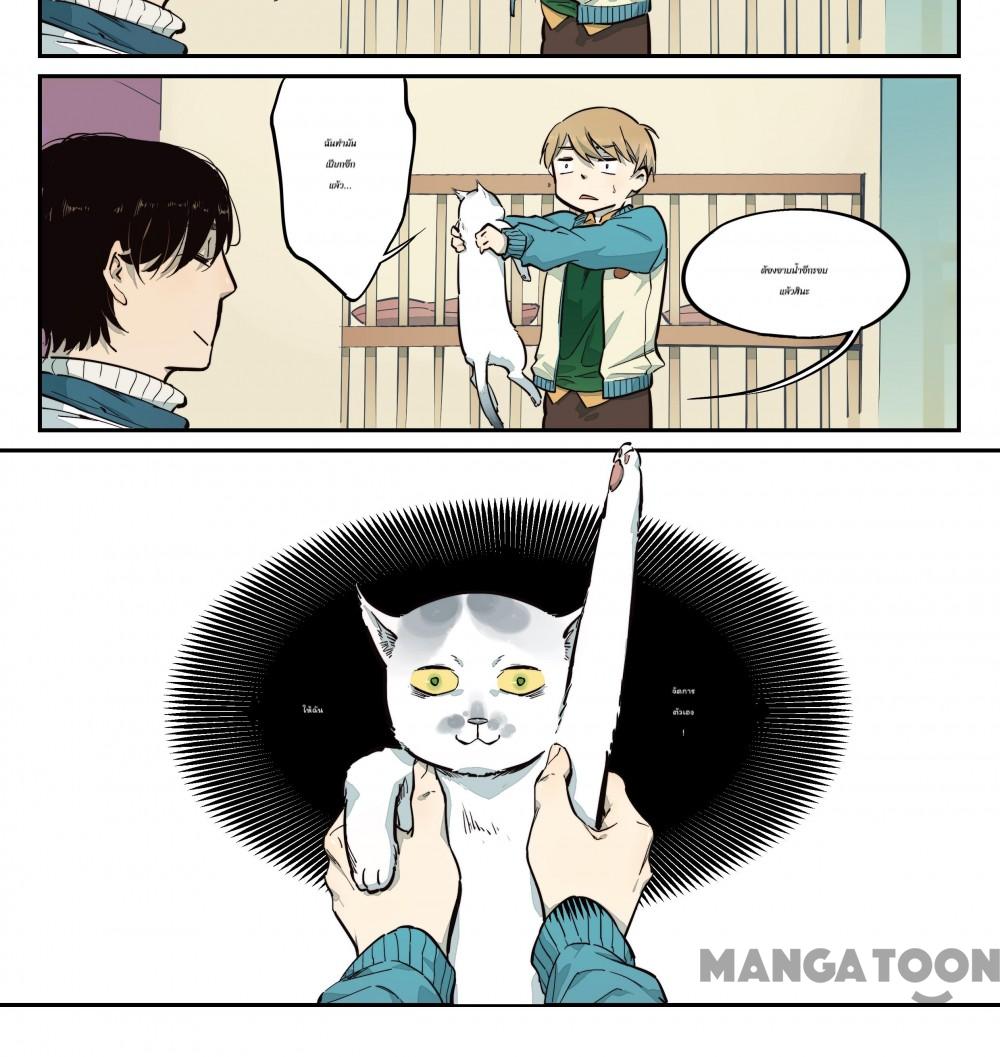 ฉันทำมัน
เปียกอีก
แล้ว...
ต้องอาบน้ำอีกรอบ
แล้วสินะ
ให้ฉัน
จัดการ
ตัวเอง
!
MANGATOON